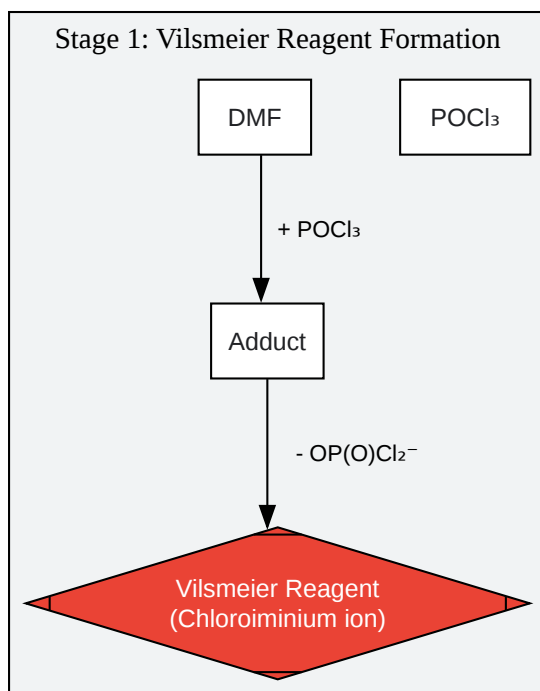 Stage 1: Vilsmeier Reagent Formation
DMF
POCl₃
+ POCl₃
Adduct
- OP(O)Cl₂⁻
Vilsmeier Reagent
(Chloroiminium ion)